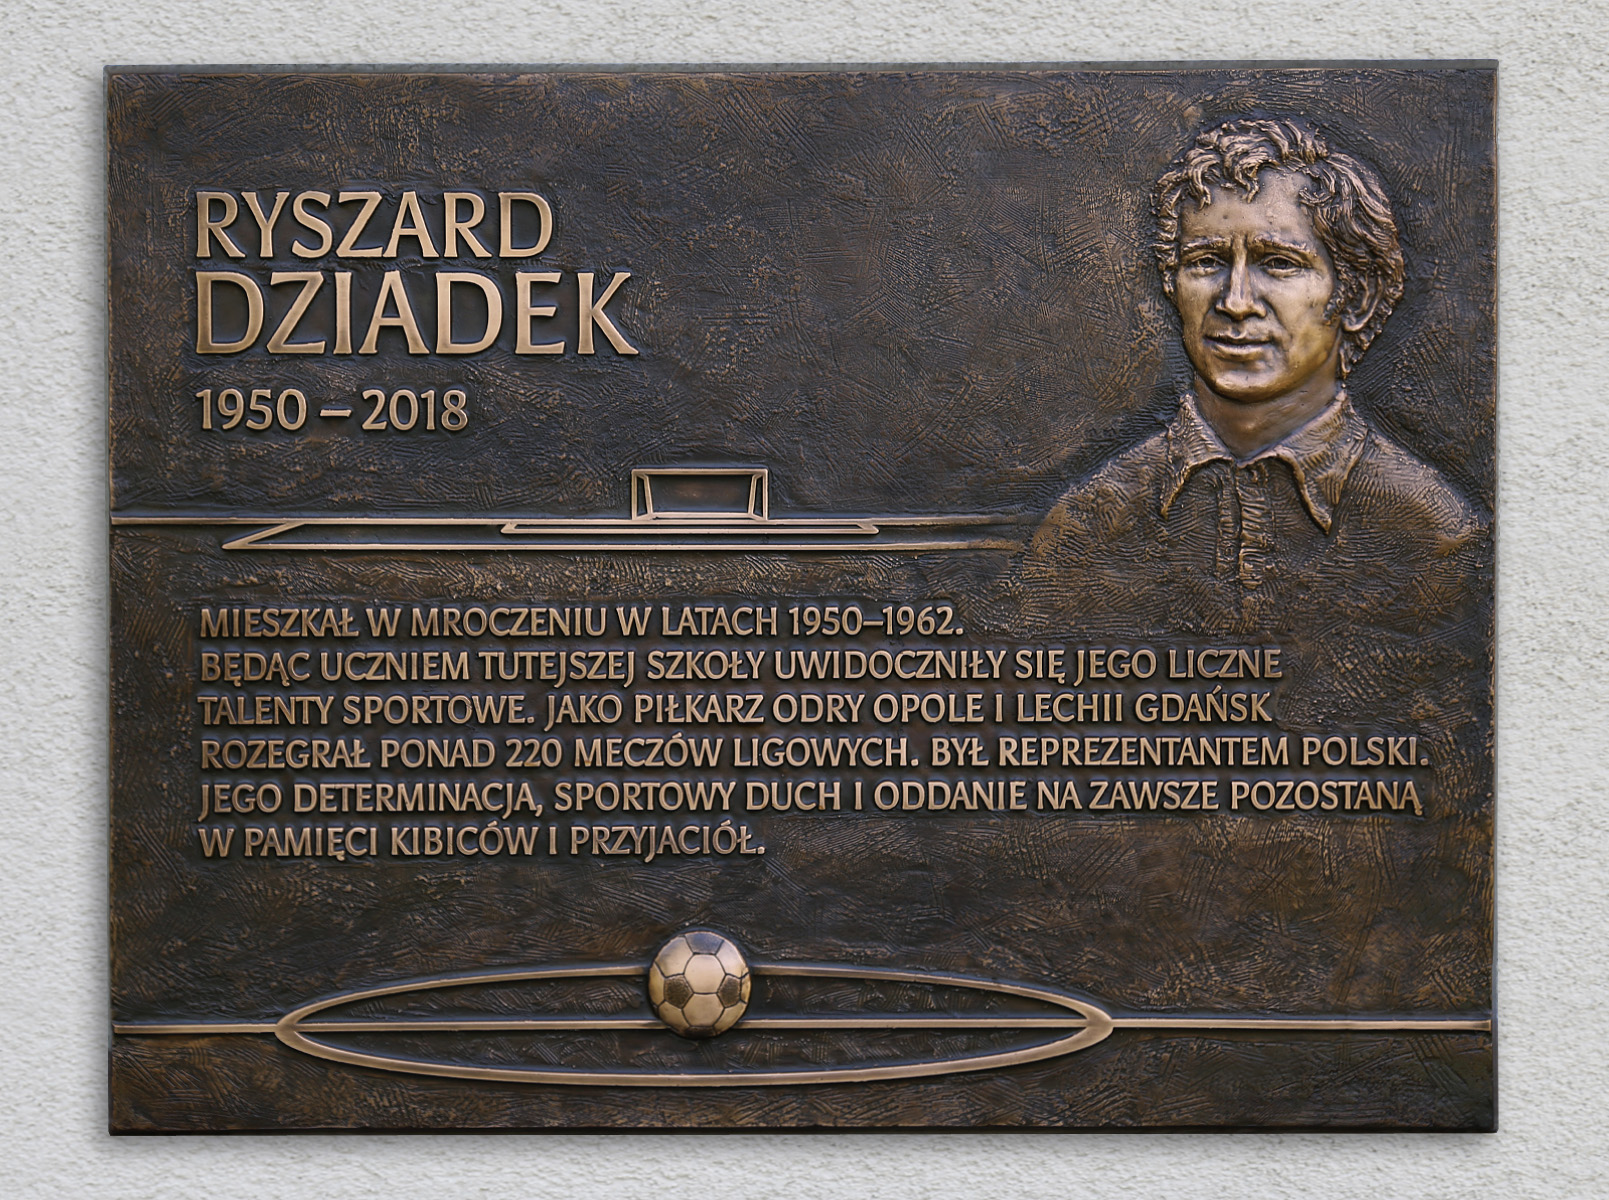 RYSZARD
DZIADEK
1950 – 2018
MIESZKAŁ W MROCZENIU W LATACH 1950–1962.
BĘDĄC UCZNIEM TUTEJSZEJ SZKOŁY UWIDOCZNIŁY SIĘ JEGO LICZNE
TALENTY SPORTOWE. JAKO PIŁKARZ ODRY OPOLE I LECHII GDAŃSK
ROZEGRAŁ PONAD 220 MECZÓW LIGOWYCH. BYŁ REPREZENTANTEM POLSKI.
JEGO DETERMINACJA, SPORTOWY DUCH I ODDANIE NA ZAWSZE POZOSTANĄ
W PAMIĘCI KIBICÓW I PRZYJACIÓŁ.